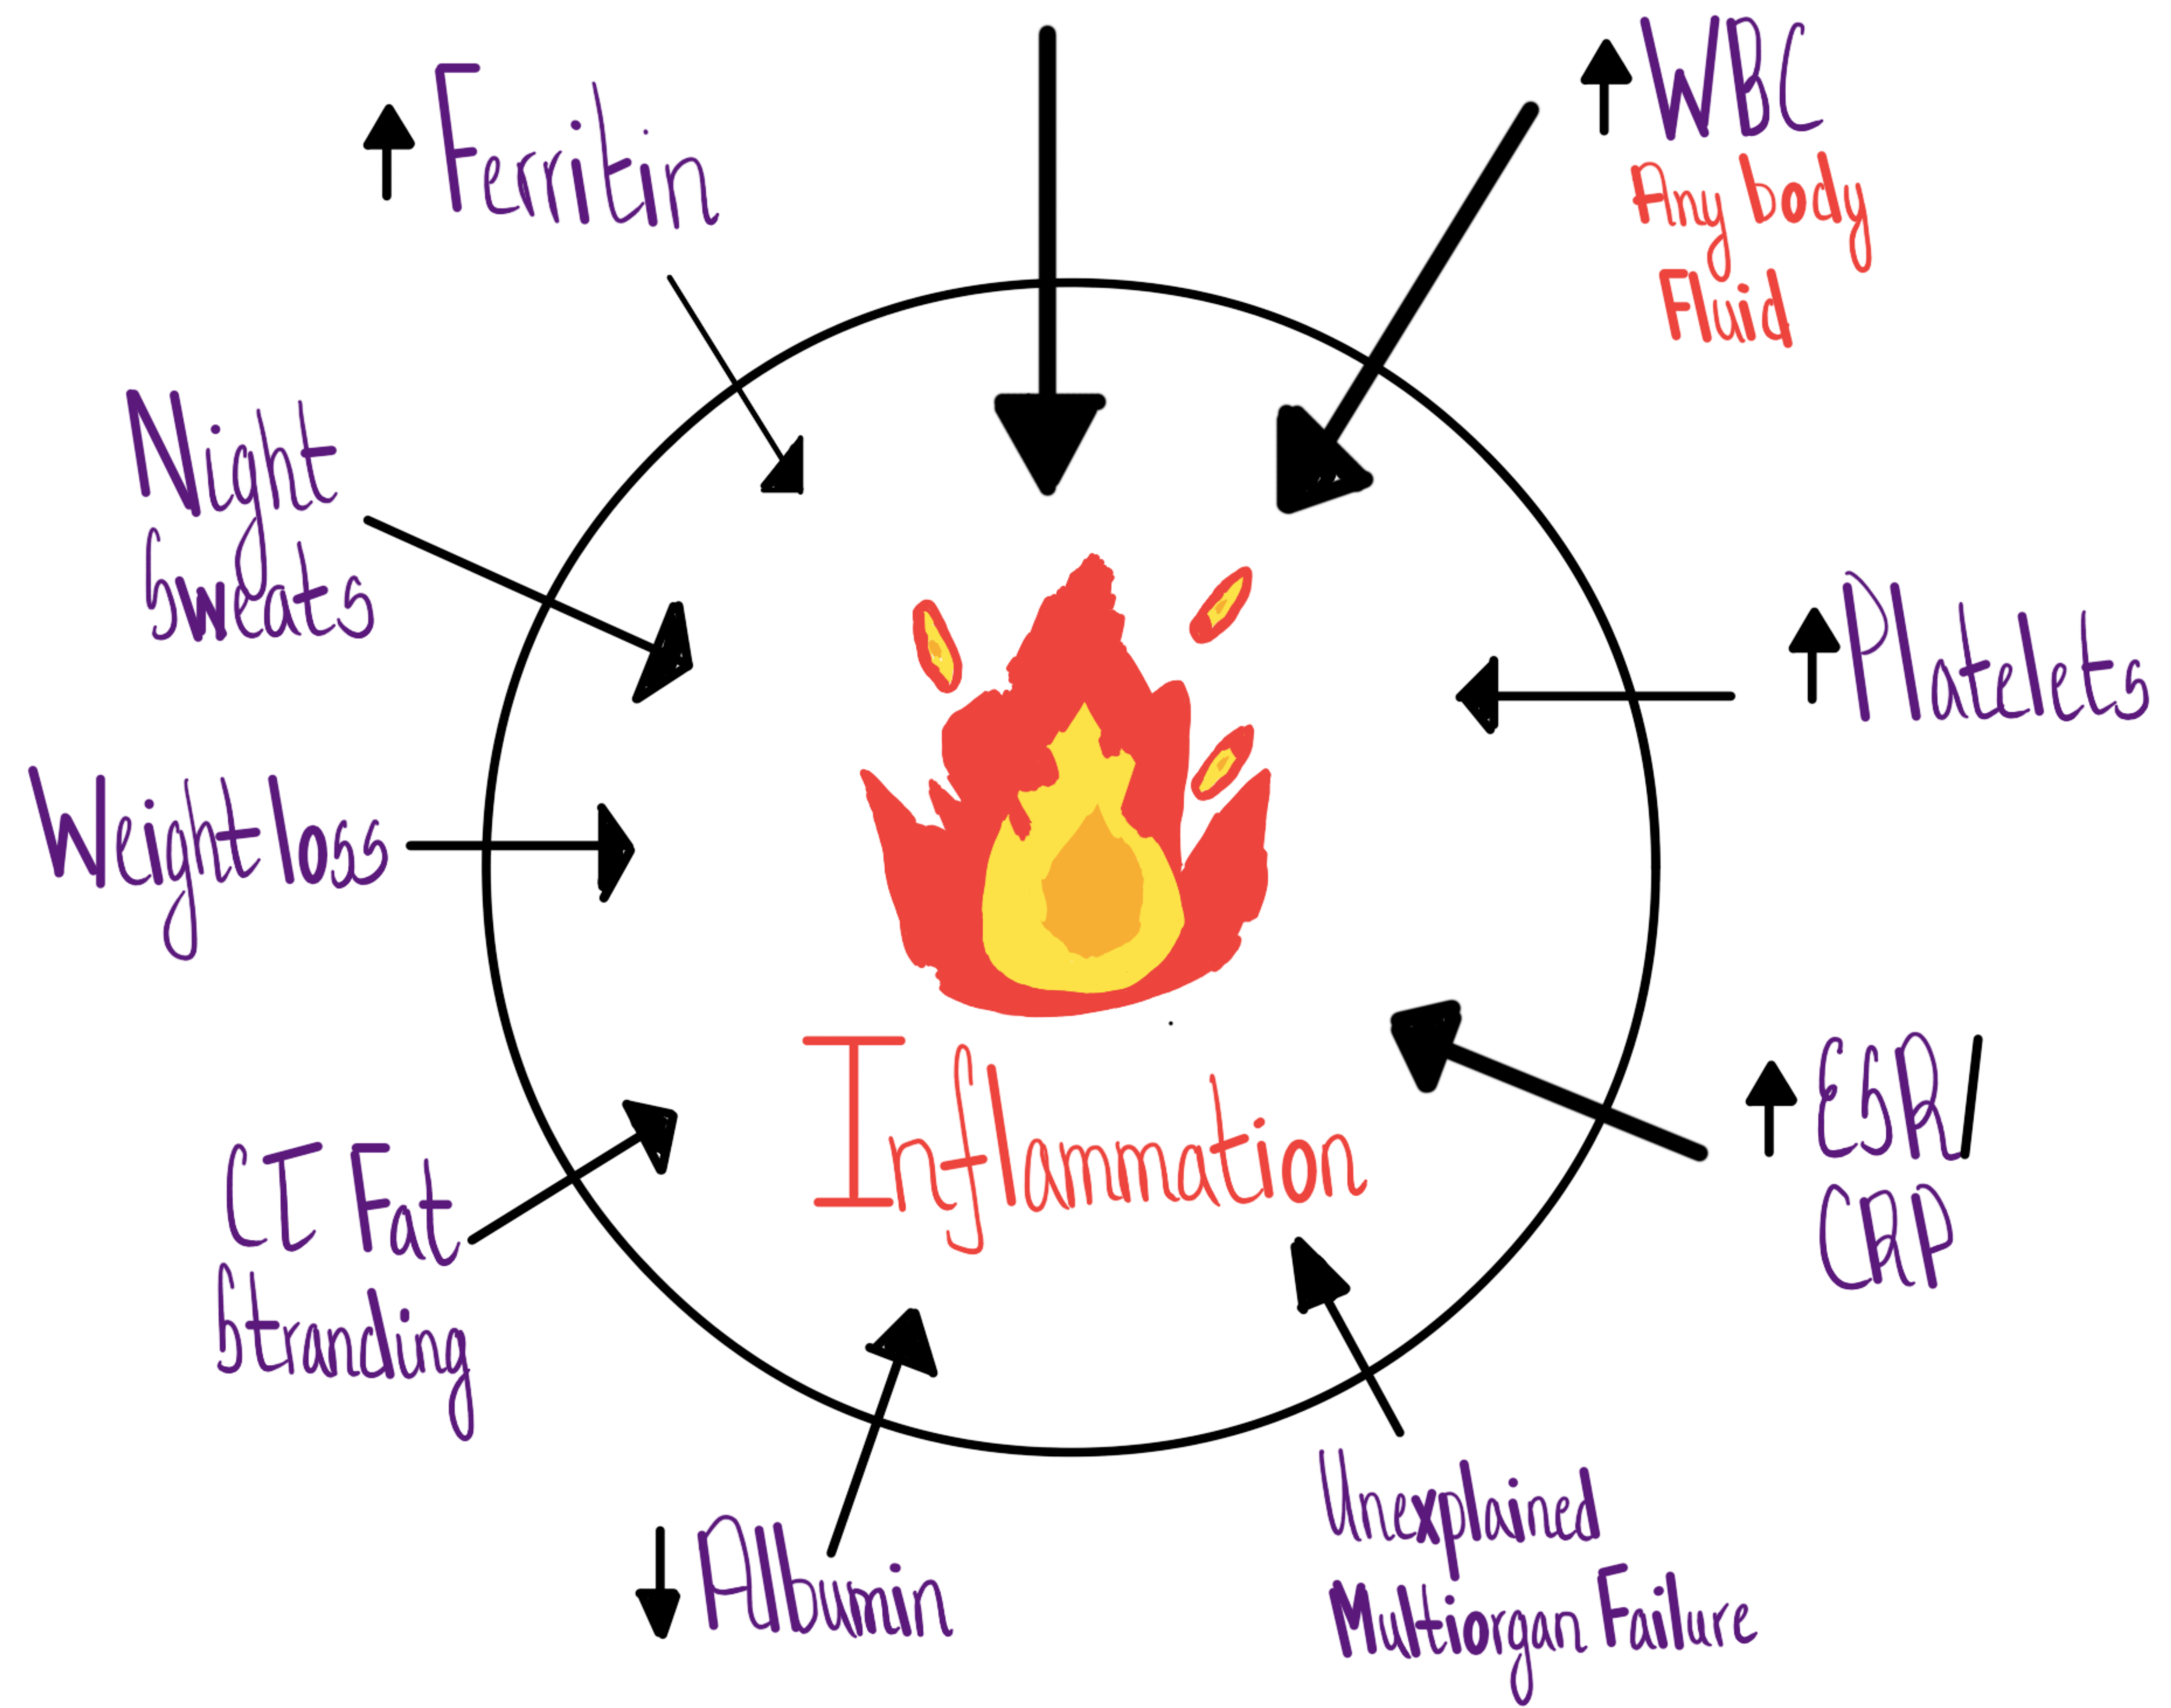 ↑ Ferritin
↑ WBC
Any body
Fluid
Night
Sweats
↑ Platelets
Weight loss
↑ ESR/
CRP
CT Fat
Stranding
Inflammation
↓ Albumin
Unexplained
Multiorgan Failure